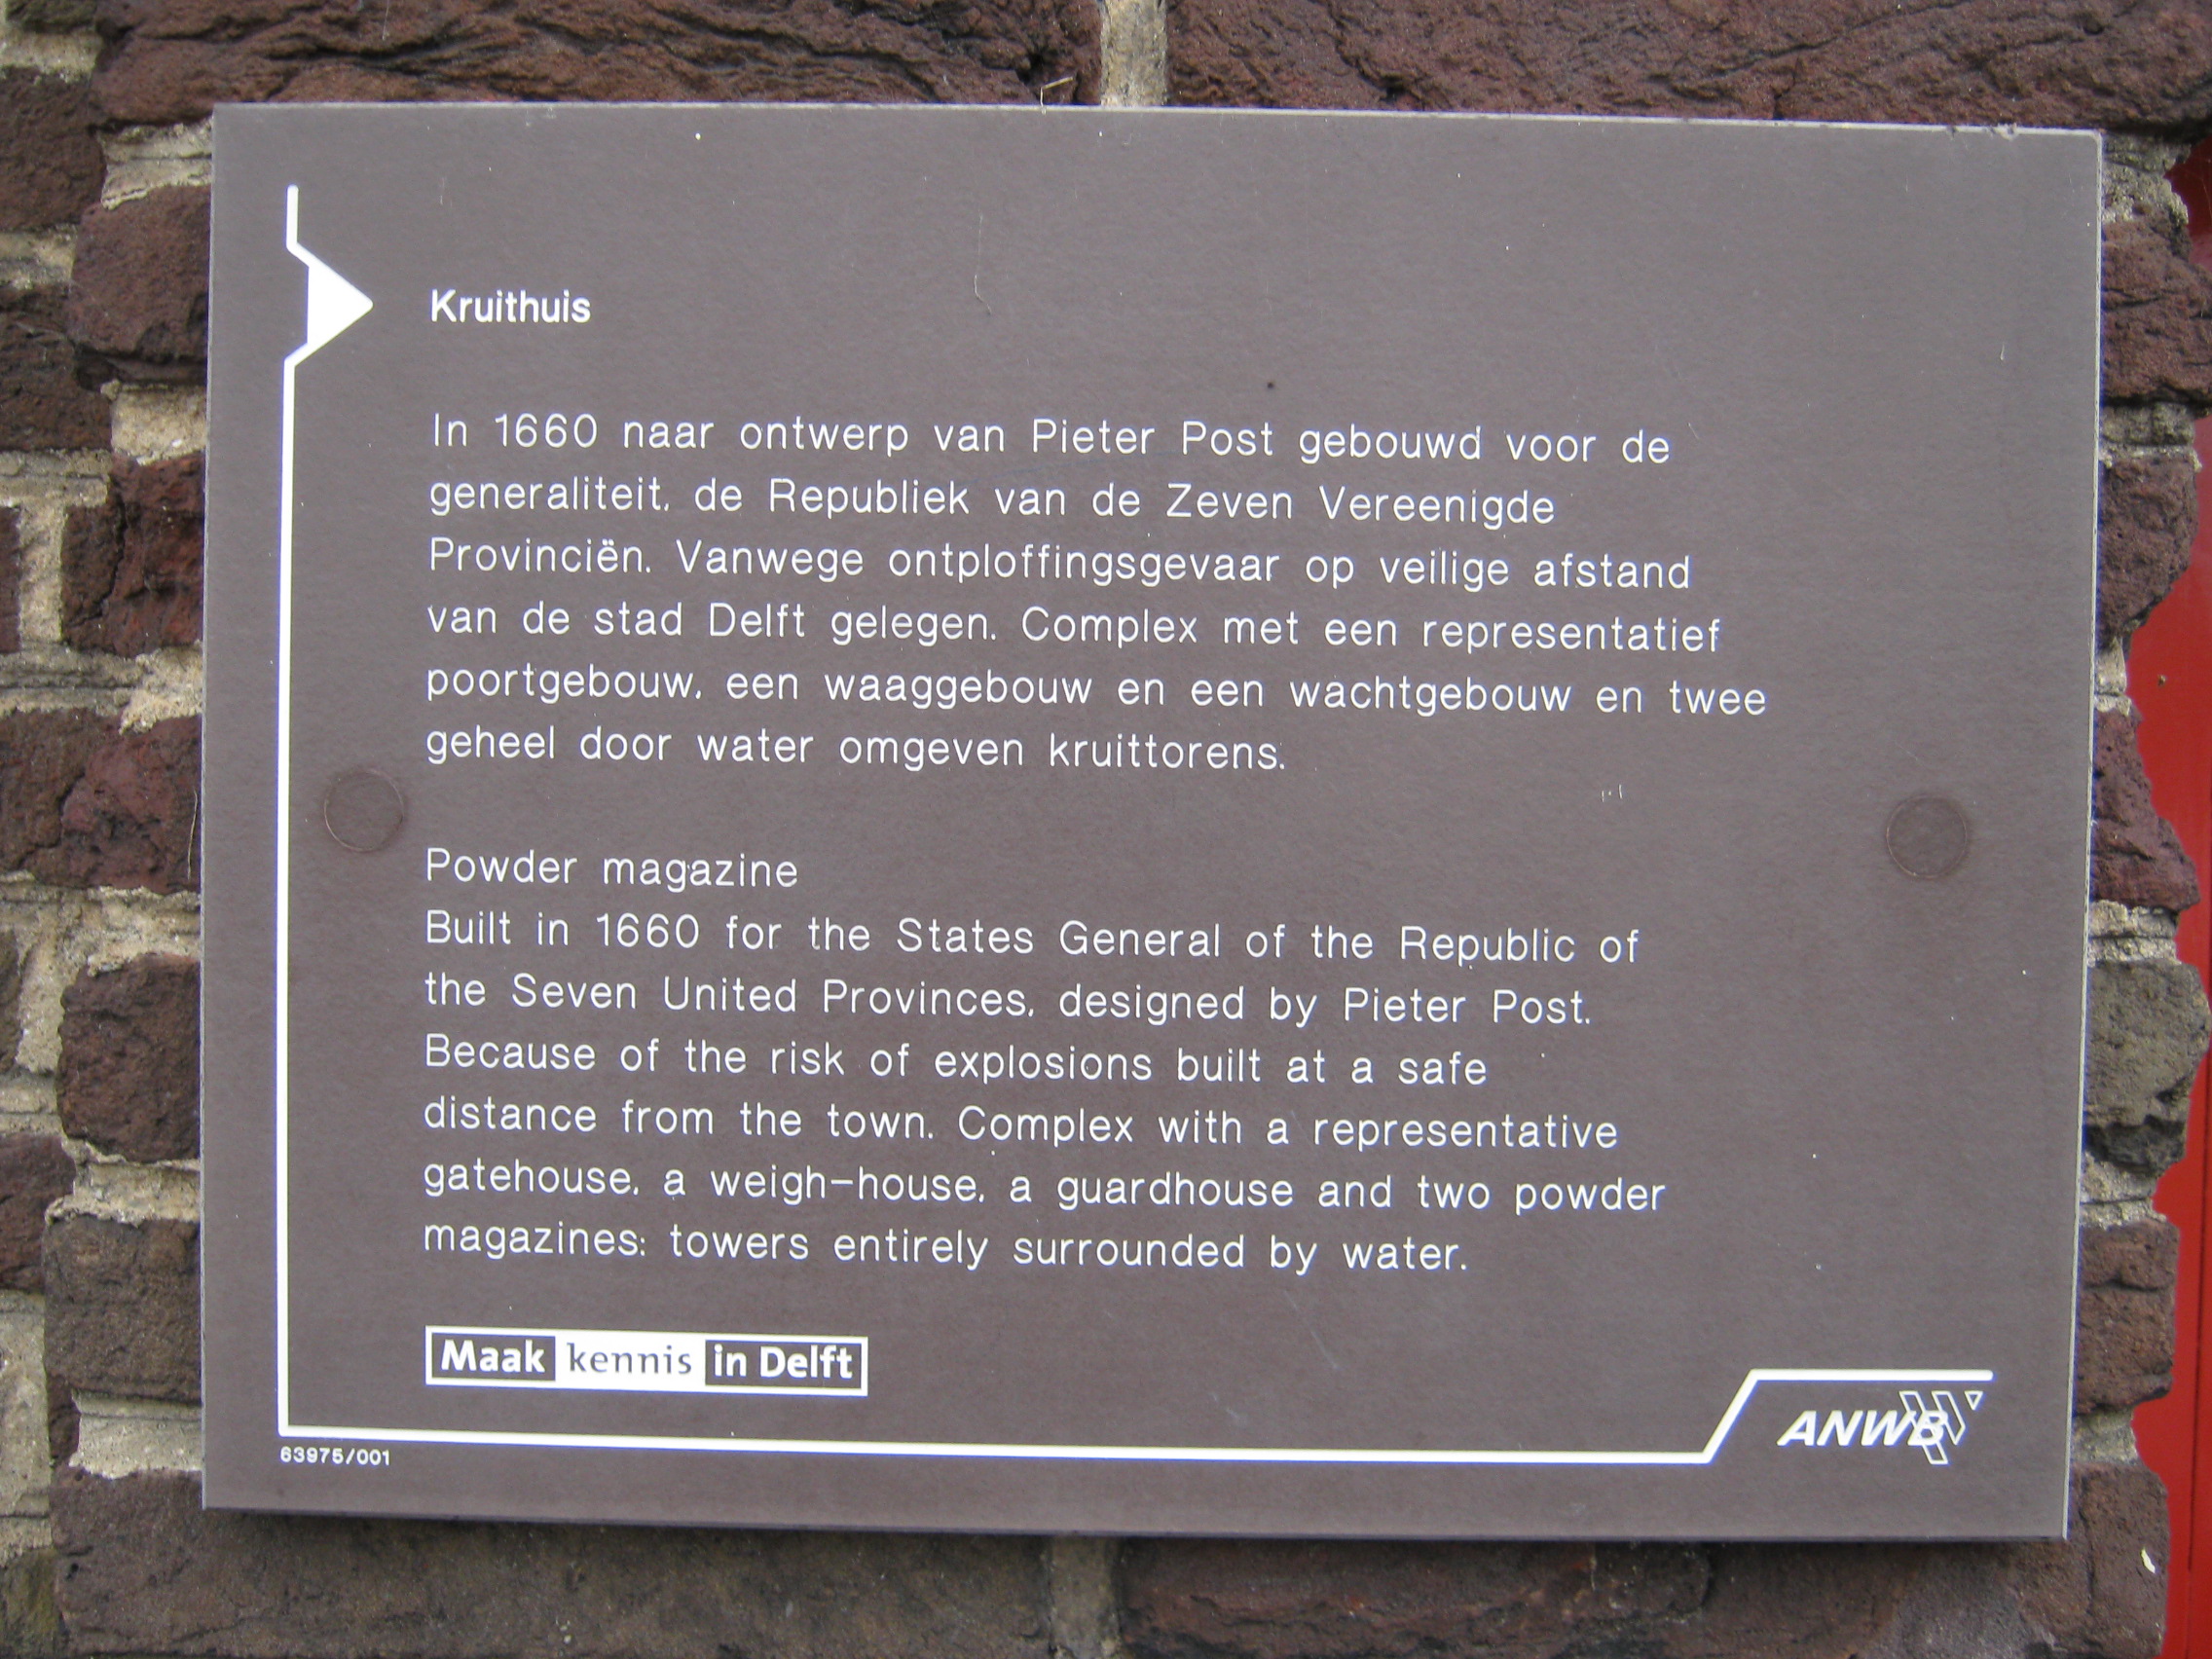 Kruithuis
In 1660 naar ontwerp van Pieter Post gebouwd voor de
generaliteit, de Republiek van de Zeven Vereenigde
Provinciën. Vanwege ontploffingsgevaar op veilige afstand
van de stad Delft gelegen. Complex met een representatief
poortgebouw, een waaggebouw en een wachtgebouw en twee
geheel door water omgeven kruittorens.
Powder magazine
Built in 1660 for the States General of the Republic of
the Seven United Provinces, designed by Pieter Post.
Because of the risk of explosions built at a safe
distance from the town. Complex with a representative
gatehouse, a weigh-house, a guardhouse and two powder
magazines: towers entirely surrounded by water.
Maak kennis in Delft
ANWB
63975/001